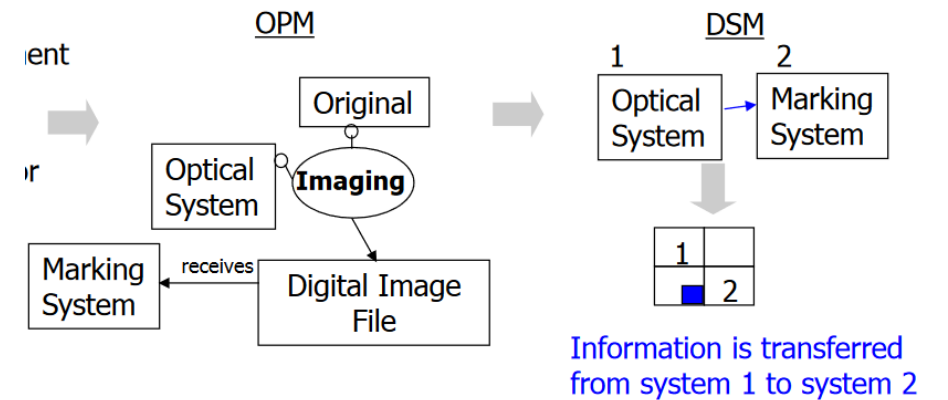 OPM
DSM
1
2
Original
Optical
System
Imaging
Marking
System
receives
Digital Image
File
Optical
System
Marking
System
1
2
Information is transferred
from system 1 to system 2